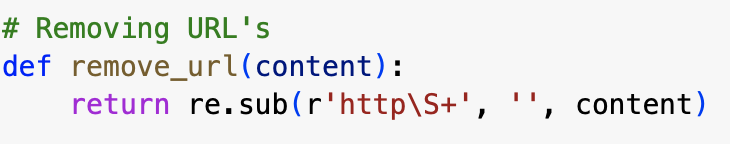 # Removing URL's
def remove_url(content):
    return re.sub(r'http\S+', '', content)